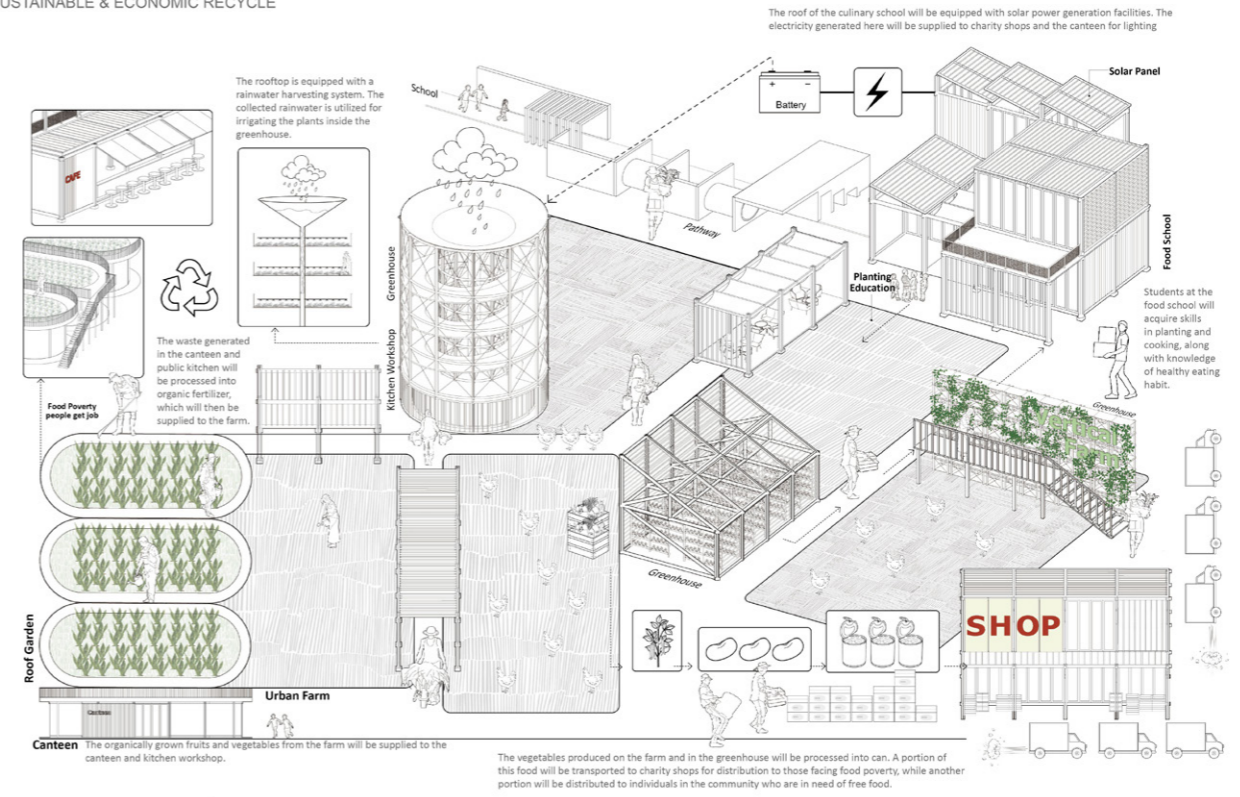 USTAINABLE & ECONOMIC RECYCLE
The roof of the culinary school will be equipped with solar power generation facilities. The
electricity generated here will be supplied to charity shops and the canteen for lighting
Solar Panel
Battery
+ −
School
The rooftop is equipped with a
rainwater harvesting system. The
collected rainwater is utilized for
irrigating the plants inside the
greenhouse.
CAFE
Pathway
Greenhouse
Kitchen Workshop
Food School
Planting
Education
Students at the
food school will
acquire skills
in planting and
cooking, along
with knowledge
of healthy eating
habit.
The waste generated
in the canteen and
public kitchen will
be processed into
organic fertilizer,
which will then be
supplied to the farm.
Food Poverty
people get job
Greenhouse
Vertical
Farm
Greenhouse
SHOP
Roof Garden
Urban Farm
Canteen
Canteen The organically grown fruits and vegetables from the farm will be supplied to the
canteen and kitchen workshop.
The vegetables produced on the farm and in the greenhouse will be processed into can. A portion of
this food will be transported to charity shops for distribution to those facing food poverty, while another
portion will be distributed to individuals in the community who are in need of free food.